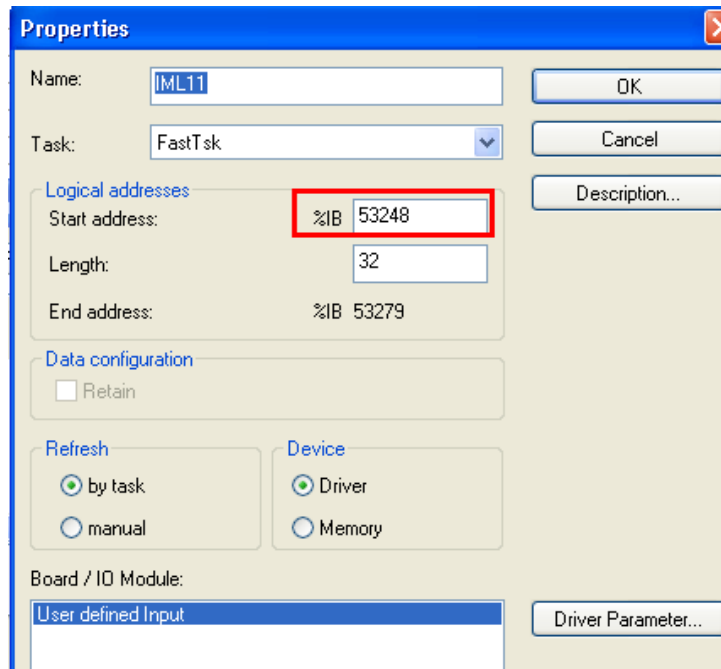 Properties
Name: IML11
OK
Task: FastTsk
Cancel
Logical addresses
Description...
Start address: %IB 53248
Length: 32
End address: %IB 53279
Data configuration
Retain
Refresh Device
by task Driver
manual Memory
Board / IO Module:
User defined Input
Driver Parameter...